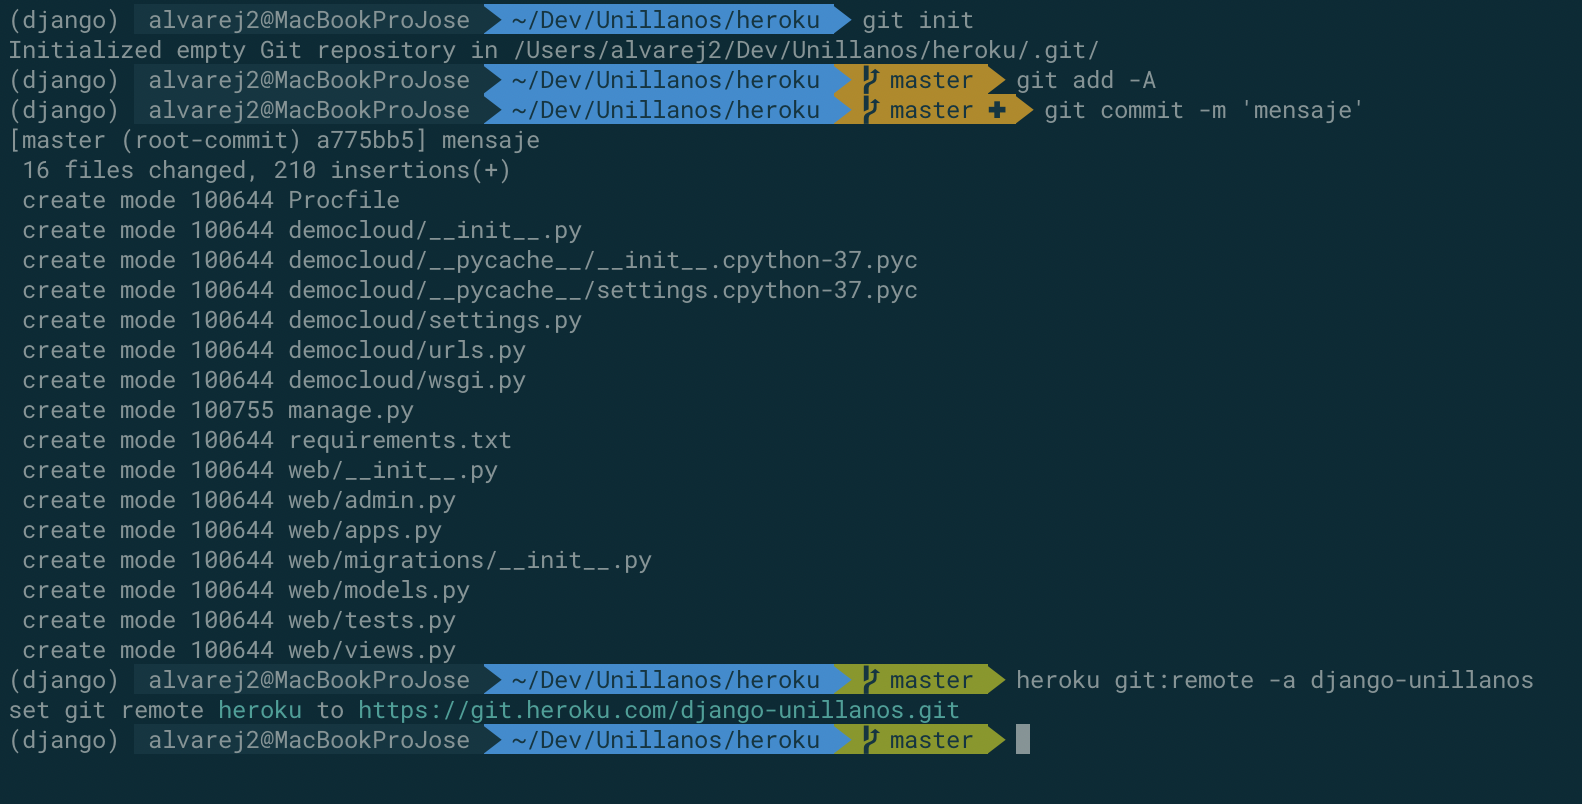 (django) alvarej2@MacBookProJose ~/Dev/Unillanos/heroku git init
Initialized empty Git repository in /Users/alvarej2/Dev/Unillanos/heroku/.git/
(django) alvarej2@MacBookProJose ~/Dev/Unillanos/heroku master git add -A
(django) alvarej2@MacBookProJose ~/Dev/Unillanos/heroku master ✚ git commit -m 'mensaje'
[master (root-commit) a775bb5] mensaje
16 files changed, 210 insertions(+)
create mode 100644 Procfile
create mode 100644 democloud/__init__.py
create mode 100644 democloud/__pycache__/__init__.cpython-37.pyc
create mode 100644 democloud/__pycache__/settings.cpython-37.pyc
create mode 100644 democloud/settings.py
create mode 100644 democloud/urls.py
create mode 100644 democloud/wsgi.py
create mode 100755 manage.py
create mode 100644 requirements.txt
create mode 100644 web/__init__.py
create mode 100644 web/admin.py
create mode 100644 web/apps.py
create mode 100644 web/migrations/__init__.py
create mode 100644 web/models.py
create mode 100644 web/tests.py
create mode 100644 web/views.py
(django) alvarej2@MacBookProJose ~/Dev/Unillanos/heroku master heroku git:remote -a django-unillanos
set git remote heroku to https://git.heroku.com/django-unillanos.git
(django) alvarej2@MacBookProJose ~/Dev/Unillanos/heroku master